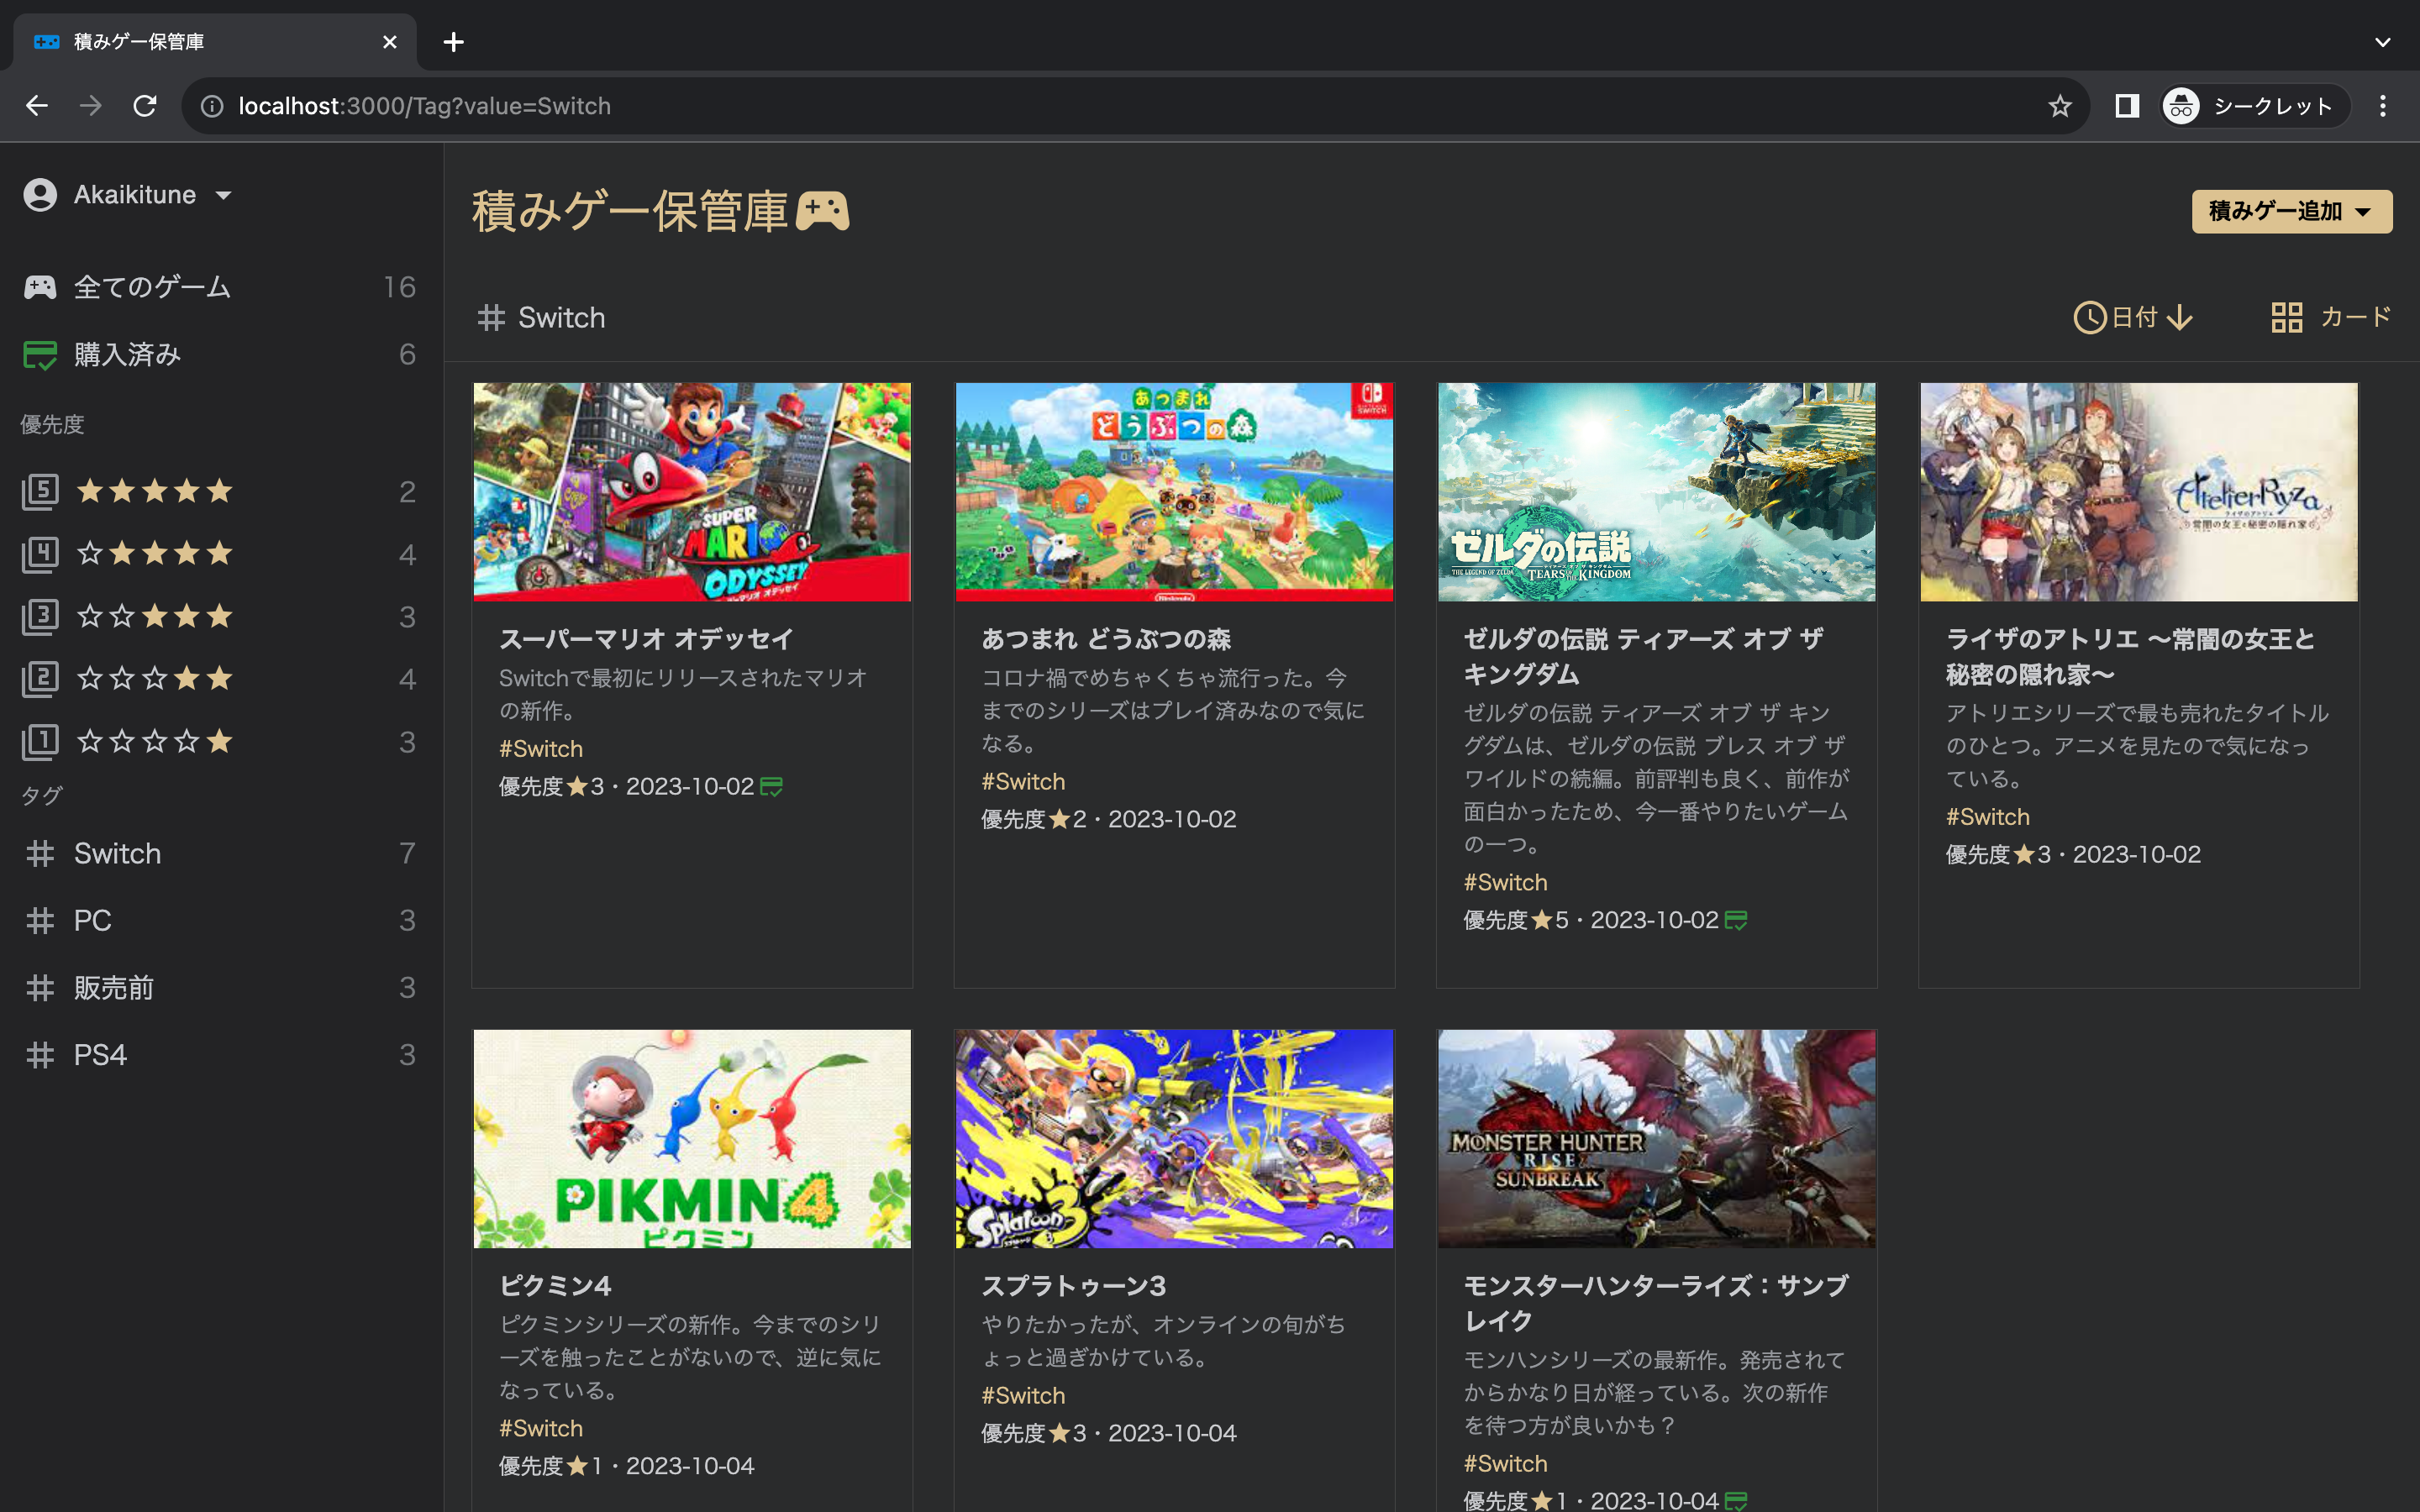 積みゲー保管庫
localhost:3000/Tag?value=Switch
シークレット
Akaikitune
全てのゲーム 16
購入済み 6
優先度
5 ★★★★★ 2
4 ☆★★★★ 4
3 ☆☆★★★ 3
2 ☆☆☆★★ 4
1 ☆☆☆☆★ 3
タグ
Switch 7
PC 3
販売前 3
PS4 3
積みゲー保管庫
積みゲー追加
Switch
日付
カード
SUPER
MARIO
ODYSSEY
スーパーマリオ オデッセイ
Switchで最初にリリースされたマリオ
の新作。
#Switch
優先度★3・2023-10-02
あつまれ
どうぶつの森
SWITCH
Nintendo
あつまれ どうぶつの森
コロナ禍でめちゃくちゃ流行った。今
までのシリーズはプレイ済みなので気に
なる。
#Switch
優先度★2・2023-10-02
ゼルダの伝説
THE LEGEND OF ZELDA
TEARS OF THE KINGDOM
ゼルダの伝説 ティアーズ オブ ザ
キングダム
ゼルダの伝説 ティアーズ オブ ザ キン
グダムは、ゼルダの伝説 ブレス オブ ザ
ワイルドの続編。前評判も良く、前作が
面白かったため、今一番やりたいゲーム
の一つ。
#Switch
優先度★5・2023-10-02
AtelierRyza
ライザのアトリエ
常闇の女王と秘密の隠れ家
ライザのアトリエ 〜常闇の女王と
秘密の隠れ家〜
アトリエシリーズで最も売れたタイトル
のひとつ。アニメを見たので気になっ
ている。
#Switch
優先度★3・2023-10-02
PIKMIN 4
ピクミン
ピクミン4
ピクミンシリーズの新作。今までのシリ
ーズを触ったことがないので、逆に気に
なっている。
#Switch
優先度★1・2023-10-04
Splatoon 3
スプラトゥーン3
やりたかったが、オンラインの旬がち
ょっと過ぎかけている。
#Switch
優先度★3・2023-10-04
MONSTER HUNTER
RISE
SUNBREAK
モンスターハンターライズ：サンブ
レイク
モンハンシリーズの最新作。発売されて
からかなり日が経っている。次の新作
を待つ方が良いかも？
#Switch
優先度★1・2023-10-04